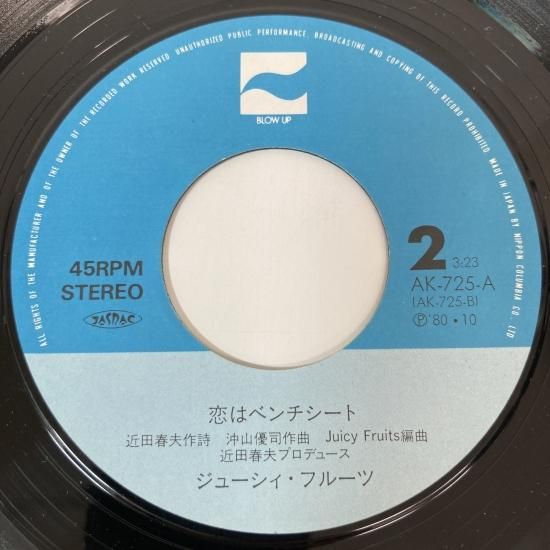 ALL RIGHTS OF THE MANUFACTURER AND OF THE OWNER OF THE RECORDED WORK RESERVED. UNAUTHORIZED PUBLIC PERFORMANCE, BROADCASTING AND COPYING OF THIS RECORD PROHIBITED. MADE IN JAPAN BY NIPPON COLUMBIA CO., LTD
BLOW UP
45RPM
STEREO
JASRAC
2 3:23
AK-725-A
(AK-725-B)
Ⓟ'80・10
恋はベンチシート
近田春夫作詩 沖山優司作曲 Juicy Fruits編曲
近田春夫プロデュース
ジューシィ・フルーツ